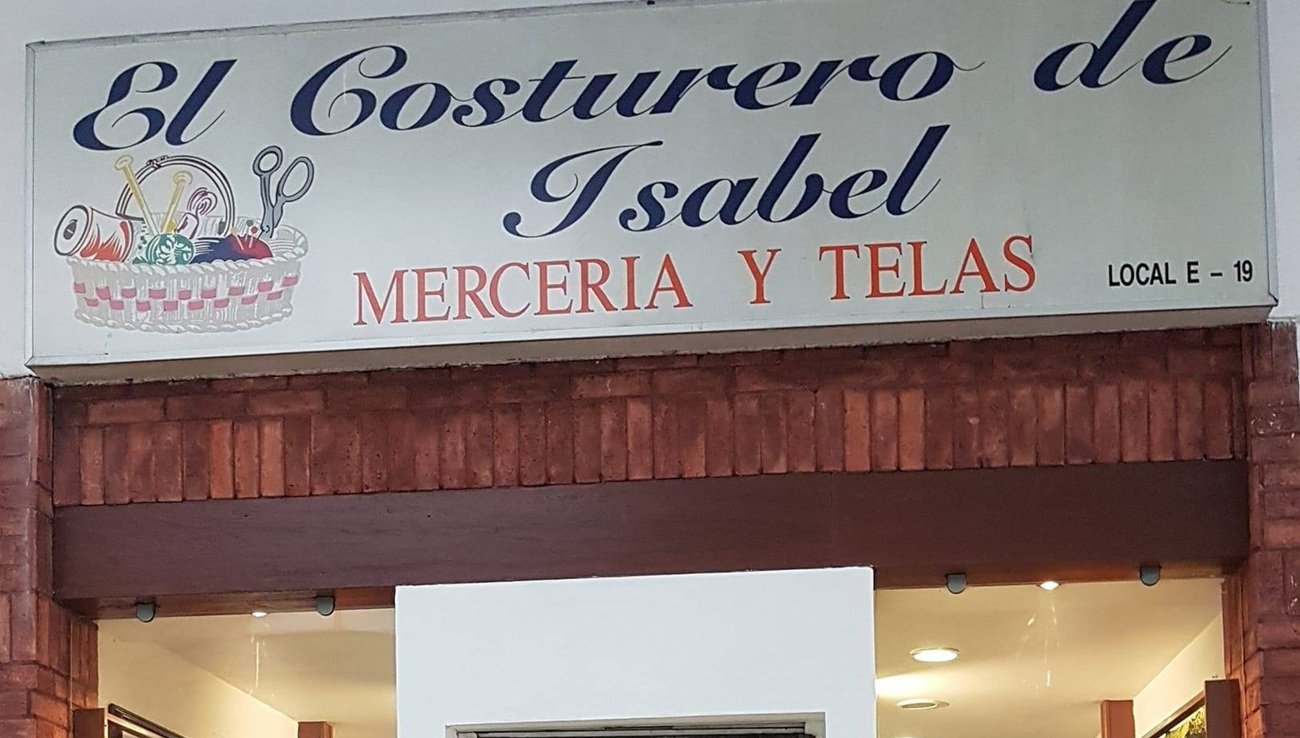 El Costurero de
Isabel
MERCERIA Y TELAS
LOCAL E - 19